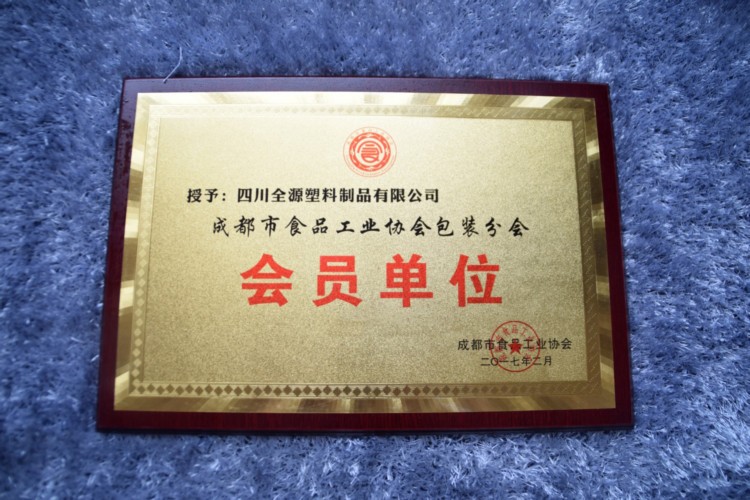 食
授予：四川全源塑料制品有限公司
成都市食品工业协会包装分会
会员单位
成都市食品工业协会
二〇一七年二月